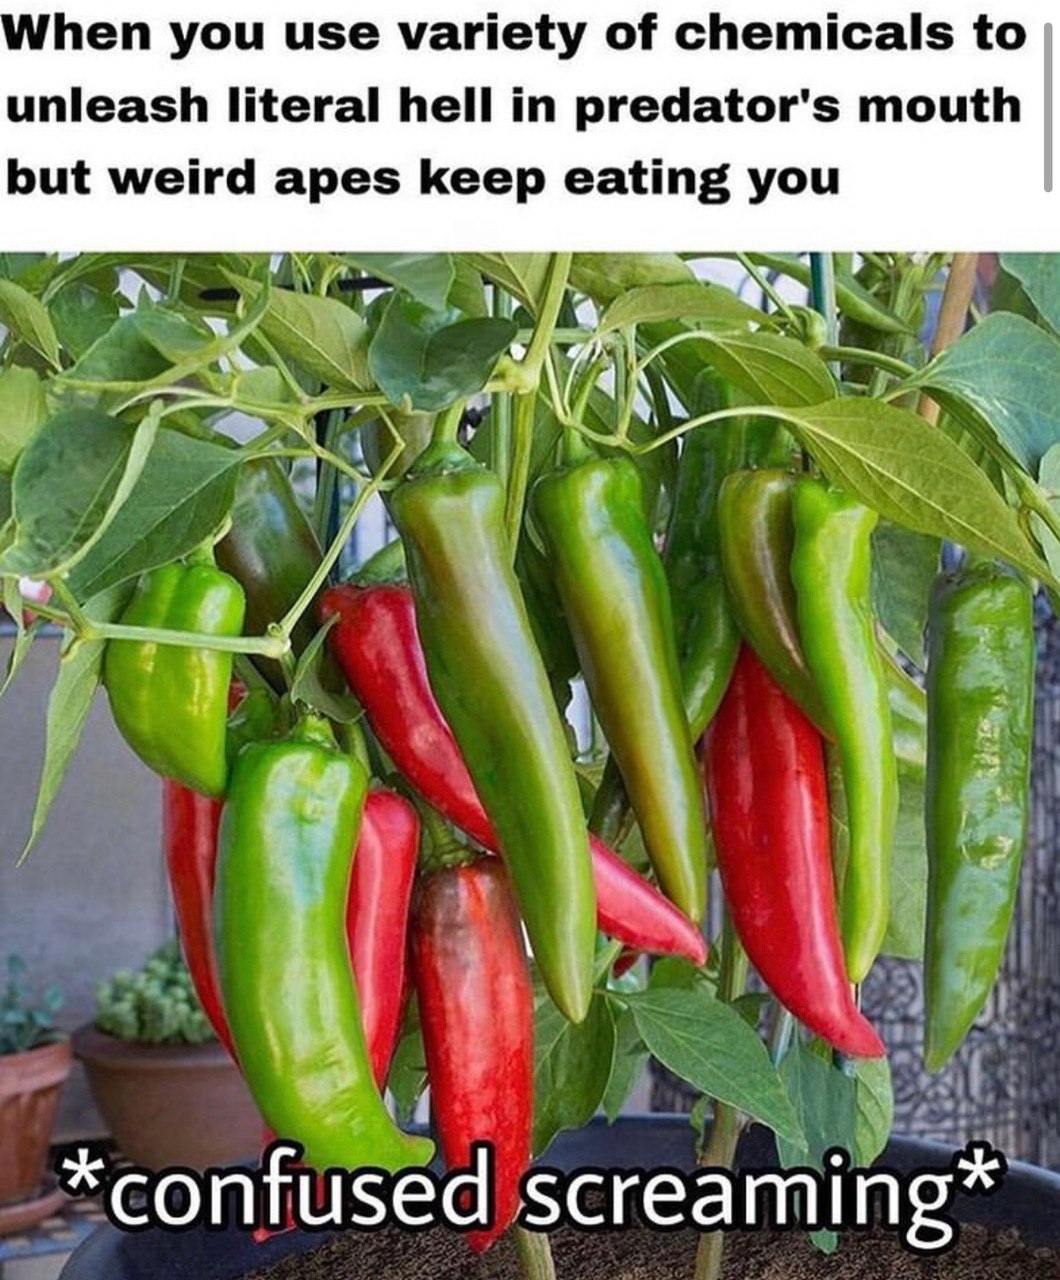 When you use variety of chemicals to
unleash literal hell in predator's mouth
but weird apes keep eating you
*confused screaming*